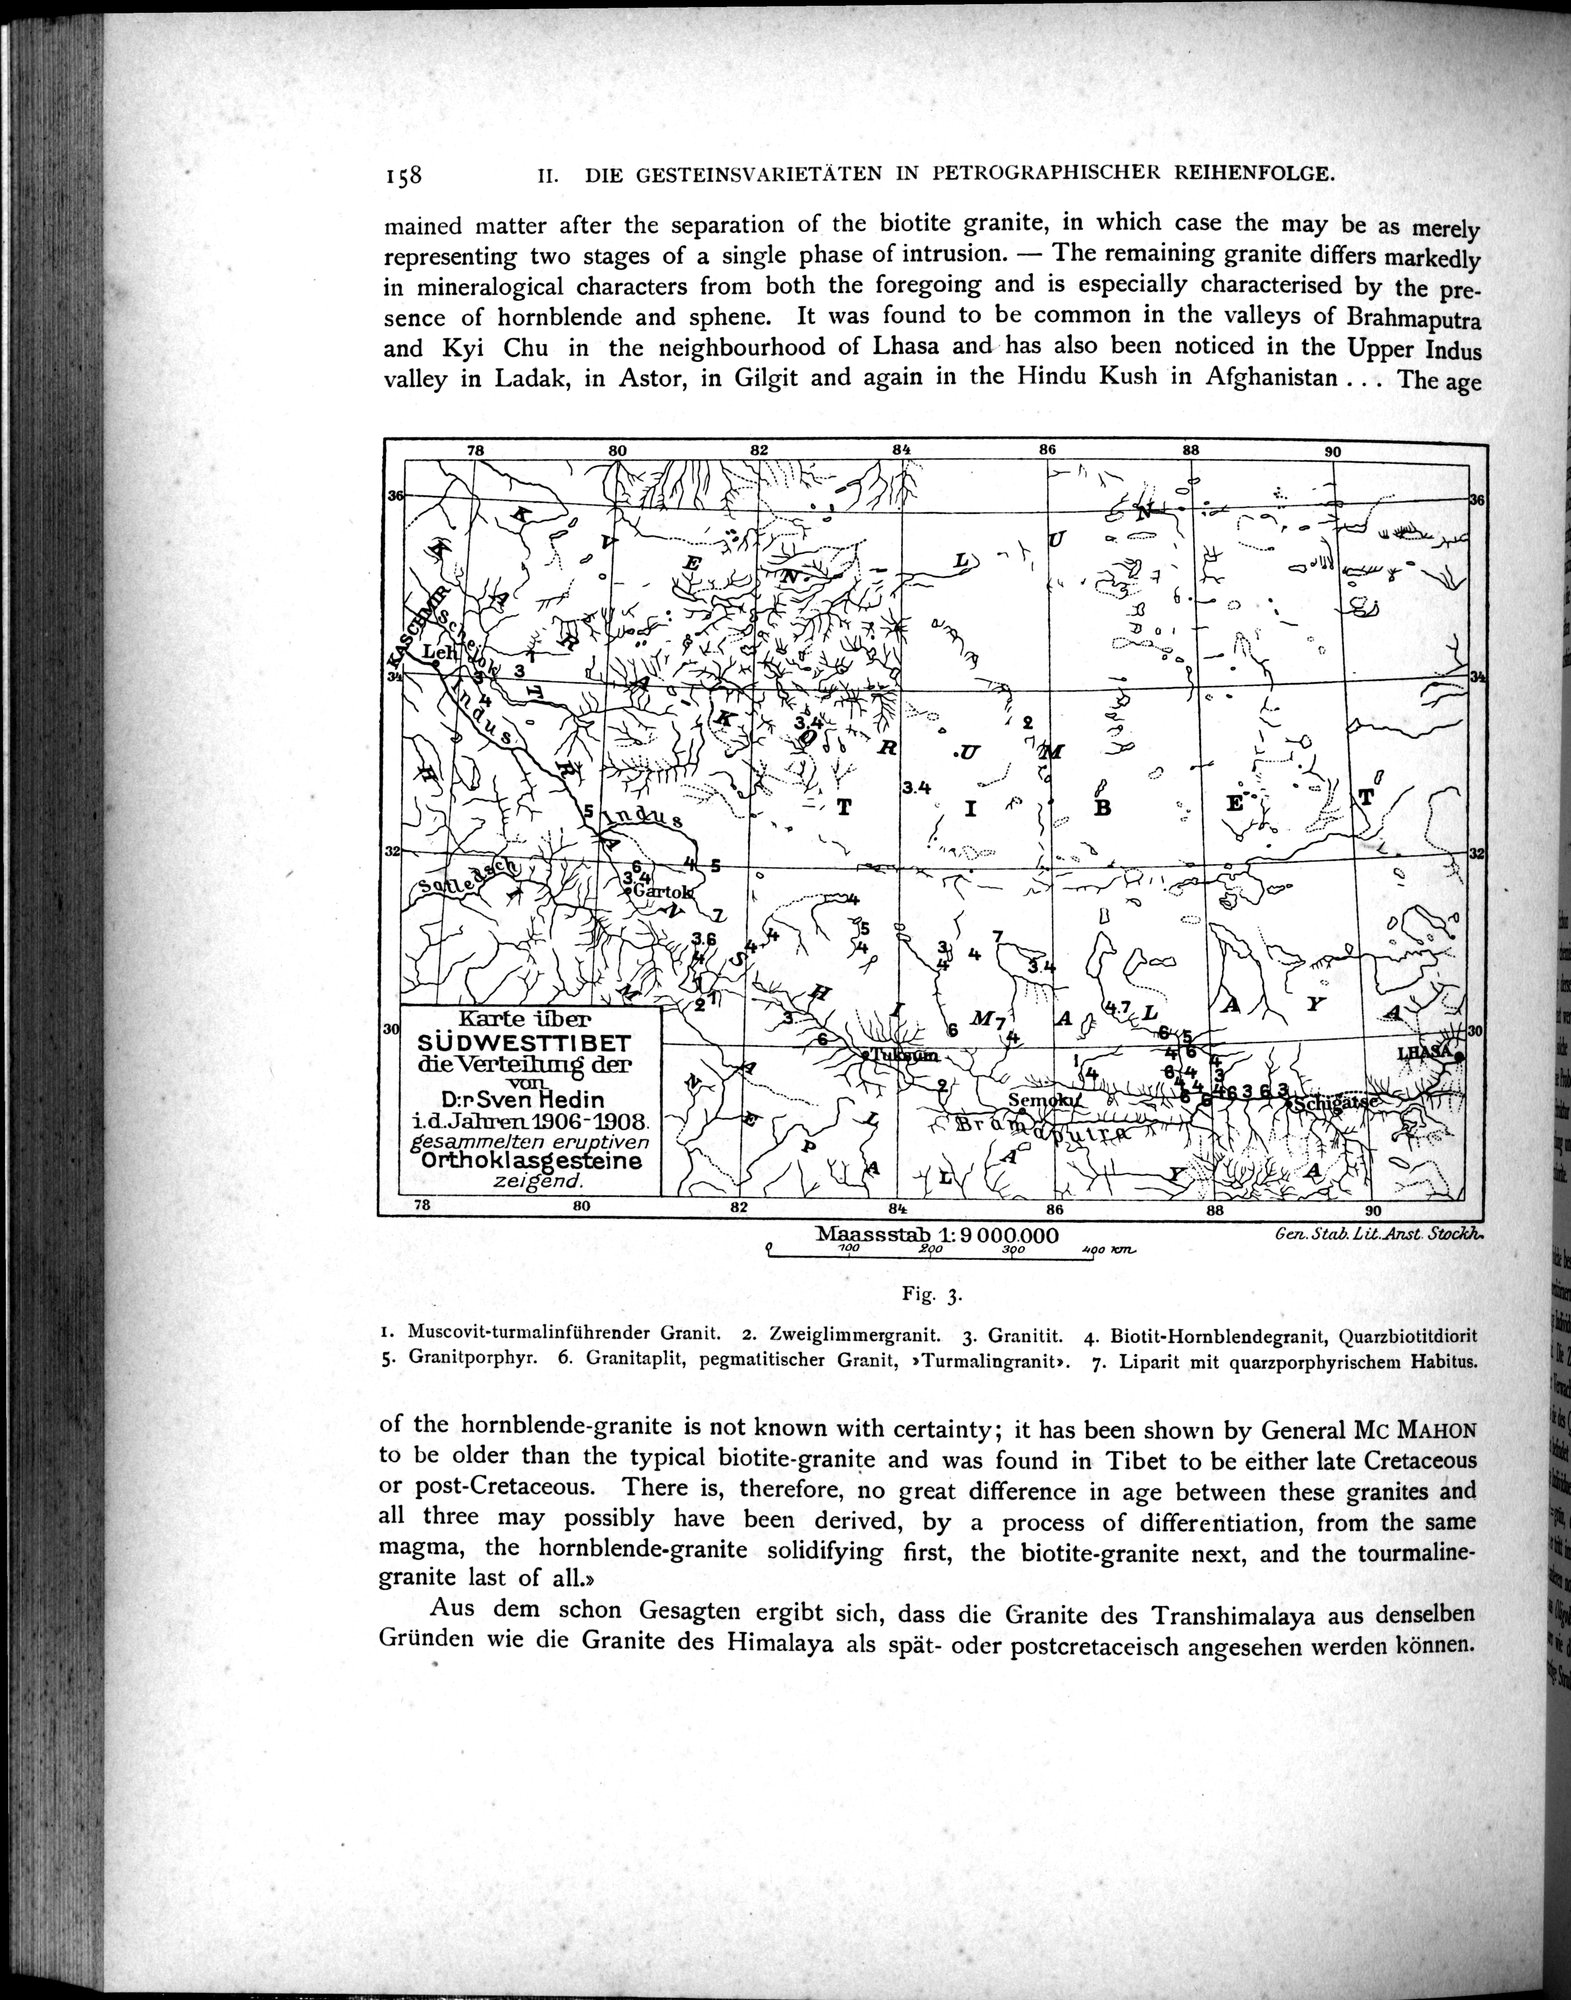 158 II. DIE GESTEINSVARIETÄTEN IN PETROGRAPHISCHER REIHENFOLGE.
mained matter after the separation of the biotite granite, in which case the may be as merely
representing two stages of a single phase of intrusion. — The remaining granite differs markedly
in mineralogical characters from both the foregoing and is especially characterised by the pre-
sence of hornblende and sphene. It was found to be common in the valleys of Brahmaputra
and Kyi Chu in the neighbourhood of Lhasa and has also been noticed in the Upper Indus
valley in Ladak, in Astor, in Gilgit and again in the Hindu Kush in Afghanistan . . . The age
78 80 82 84 86 88 90
36 36
KASCHMIR
Schejok
Leh
34 34
Indus
KARAKORUM
T I B E T
Indus
32 32
Satledsch
Gartok
30 30
Tuksum
LHASA
Semoku
Schigatse
Bramaputra
NEPAL
Karte über
SÜDWESTTIBET
die Verteilung der
von
D:r Sven Hedin
i.d. Jahren 1906-1908.
gesammelten eruptiven
Orthoklasgesteine
zeigend.
78 80 82 84 86 88 90
Maassstab 1:9 000.000
0 100 200 300 400 km
Gen. Stab. Lit. Anst. Stockh.
Fig. 3.
1. Muscovit-turmalinführender Granit. 2. Zweiglimmergranit. 3. Granitit. 4. Biotit-Hornblendegranit, Quarzbiotitdiorit
5. Granitporphyr. 6. Granitaplit, pegmatitischer Granit, »Turmalingranit». 7. Liparit mit quarzporphyrischem Habitus.
of the hornblende-granite is not known with certainty; it has been shown by General MC MAHON
to be older than the typical biotite-granite and was found in Tibet to be either late Cretaceous
or post-Cretaceous. There is, therefore, no great difference in age between these granites and
all three may possibly have been derived, by a process of differentiation, from the same
magma, the hornblende-granite solidifying first, the biotite-granite next, and the tourmaline-
granite last of all.»
Aus dem schon Gesagten ergibt sich, dass die Granite des Transhimalaya aus denselben
Gründen wie die Granite des Himalaya als spät- oder postcretaceisch angesehen werden können.